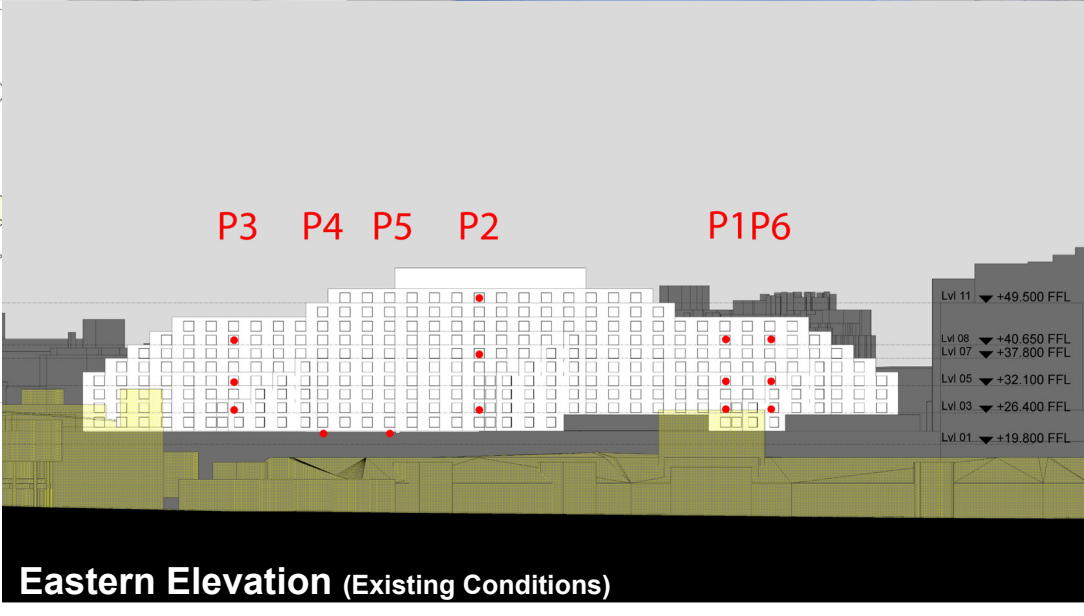 P3 P4 P5 P2 P1 P6
Lvl 11 +49.500 FFL
Lvl 08 +40.650 FFL
Lvl 07 +37.800 FFL
Lvl 05 +32.100 FFL
Lvl 03 +26.400 FFL
Lvl 01 +19.800 FFL
Eastern Elevation (Existing Conditions)